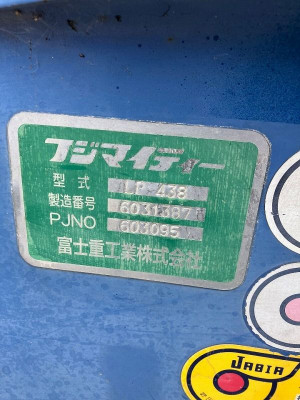 フジマイティー
型式 LP 438
製造番号 6031387
PJNO 603095
富士重工業株式会社
JABIA